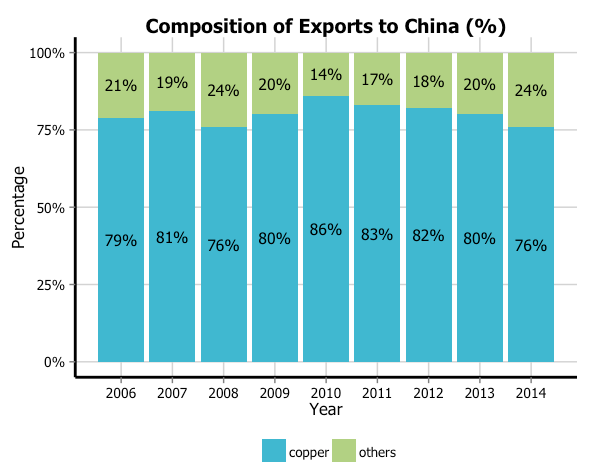 Composition of Exports to China (%)
100%
75%
50%
25%
0%
Percentage
21% 19% 24% 20% 14% 17% 18% 20% 24%
79% 81% 76% 80% 86% 83% 82% 80% 76%
2006 2007 2008 2009 2010 2011 2012 2013 2014
Year
copper others